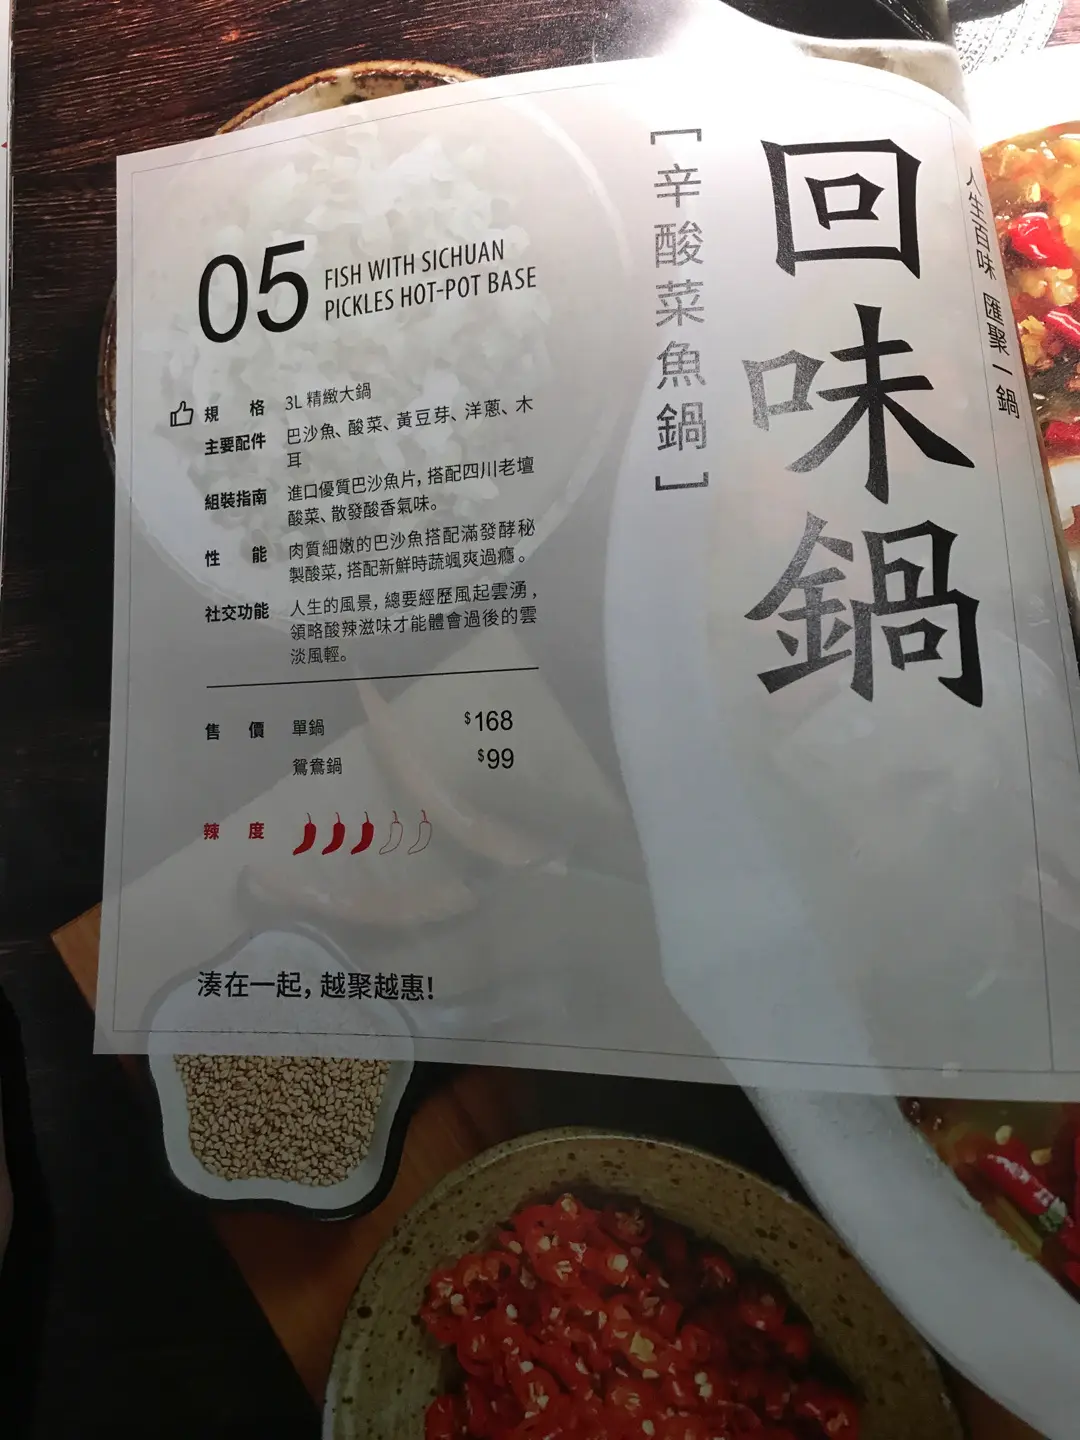 回味鍋
人生百味 匯聚一鍋
[辛酸菜魚鍋]
05
FISH WITH SICHUAN
PICKLES HOT-POT BASE
規 格 3L 精緻大鍋
主要配件 巴沙魚、酸菜、黃豆芽、洋蔥、木
耳
組裝指南 進口優質巴沙魚片，搭配四川老壇
酸菜、散發酸香氣味。
性 能 肉質細嫩的巴沙魚搭配滿發酵秘
製酸菜，搭配新鮮時蔬颯爽過癮。
社交功能 人生的風景，總要經歷風起雲湧，
領略酸辣滋味才能體會過後的雲
淡風輕。
售 價 單鍋 $168
鴛鴦鍋 $99
辣 度
湊在一起，越聚越惠!